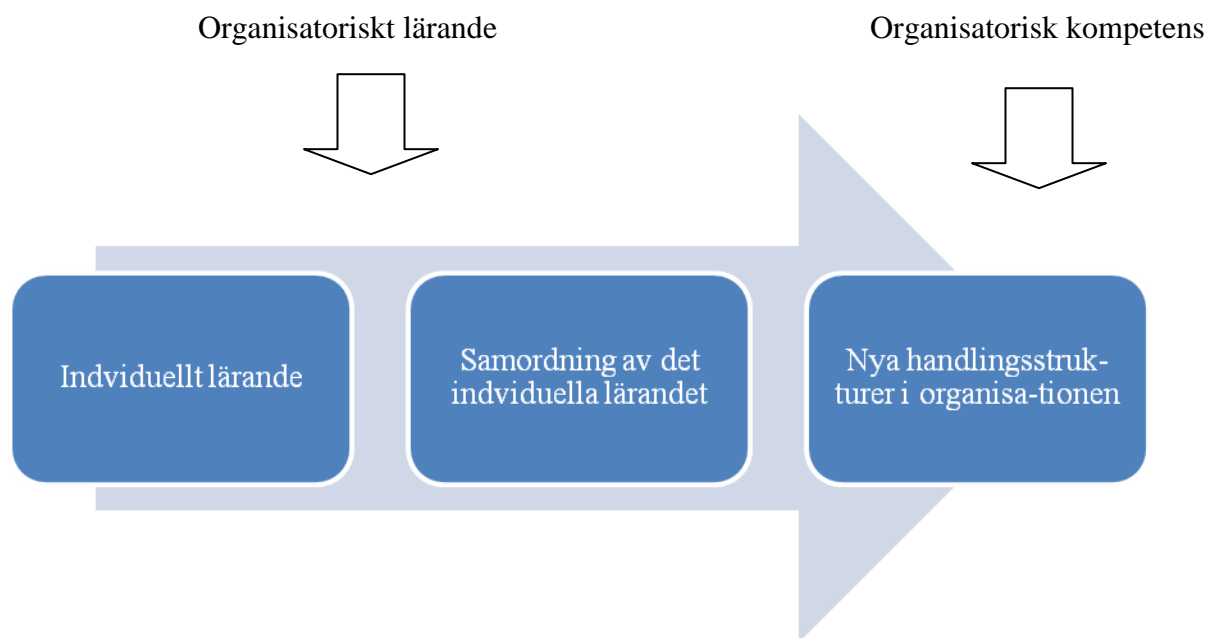 Organisatoriskt lärande
Organisatorisk kompetens
Indviduellt lärande
Samordning av det
indviduella lärandet
Nya handlingsstruk-
turer i organisa-tionen